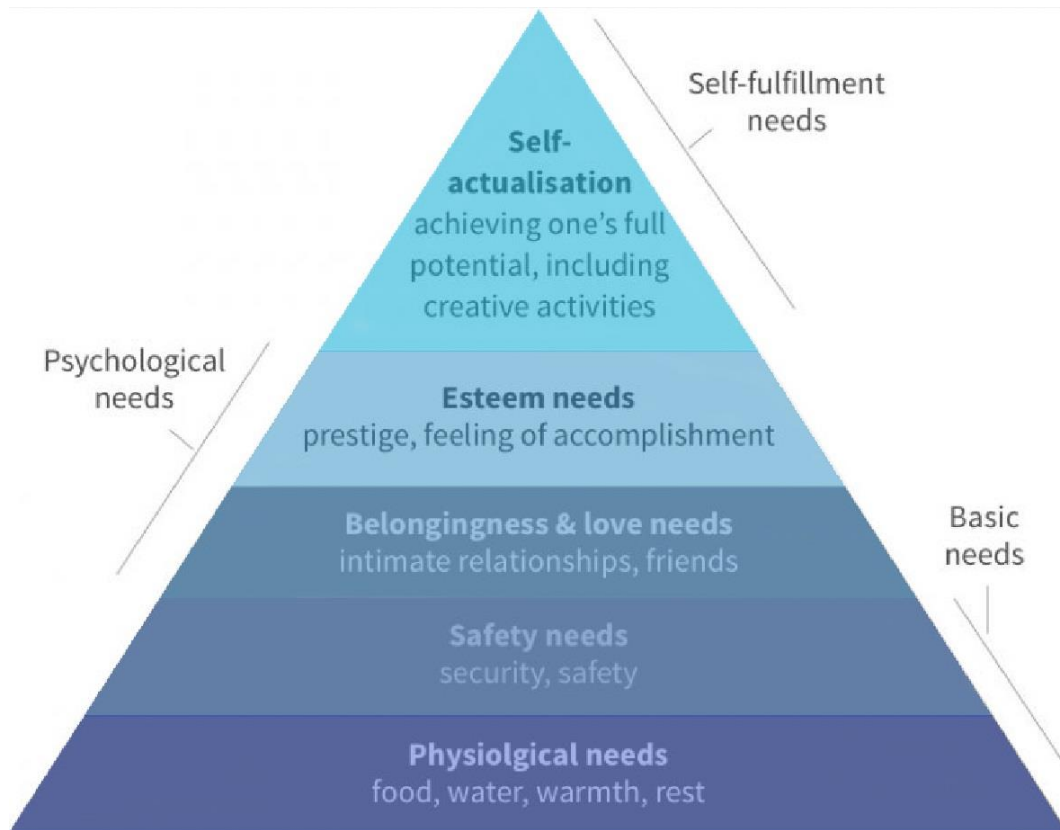 Self-fulfillment
needs
Self-
actualisation
achieving one's full
potential, including
creative activities
Psychological
needs
Esteem needs
prestige, feeling of accomplishment
Belongingness & love needs
intimate relationships, friends
Basic
needs
Safety needs
security, safety
Physiolgical needs
food, water, warmth, rest